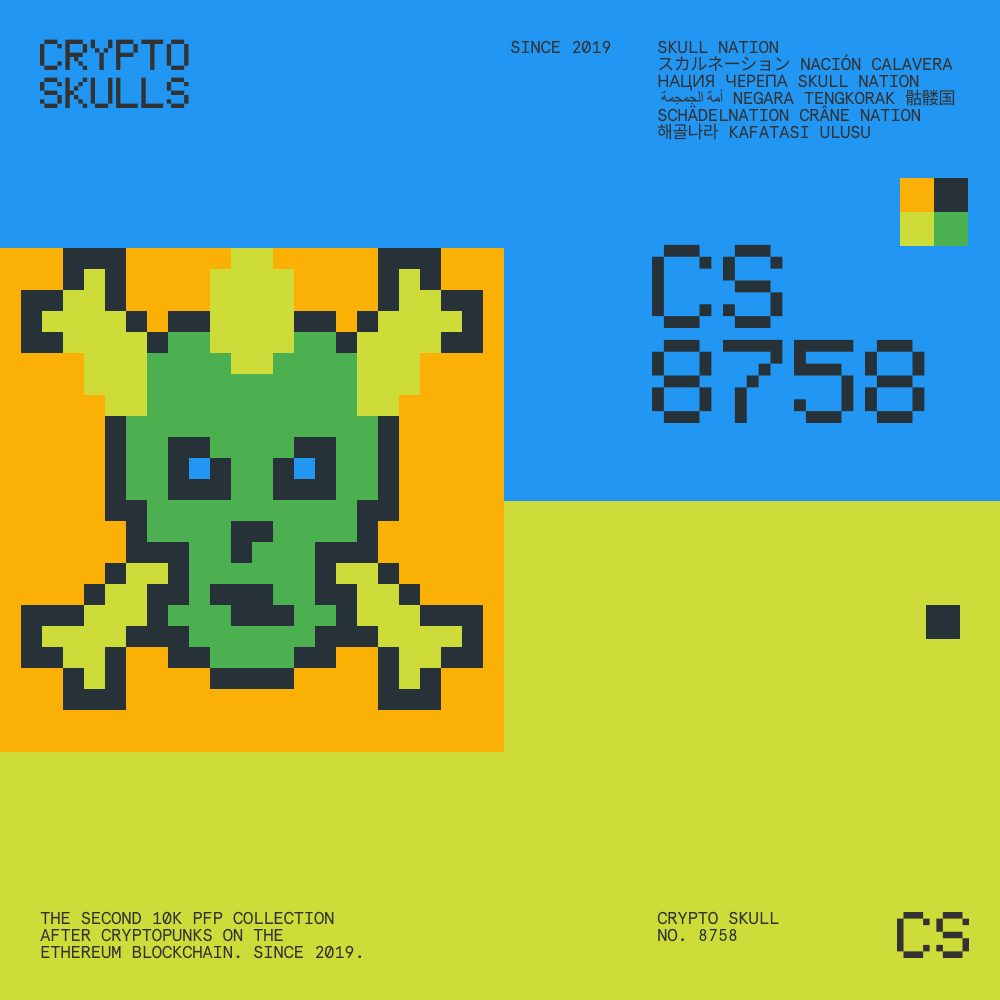 CRYPTO
SKULLS
SINCE 2019
SKULL NATION
スカルネーション NACIÓN CALAVERA
НАЦИЯ ЧЕРЕПА SKULL NATION
أمة الجمجمة NEGARA TENGKORAK 骷髅国
SCHÄDELNATION CRÂNE NATION
해골나라 KAFATASI ULUSU
CS
8758
THE SECOND 10K PFP COLLECTION
AFTER CRYPTOPUNKS ON THE
ETHEREUM BLOCKCHAIN. SINCE 2019.
CRYPTO SKULL
NO. 8758
CS